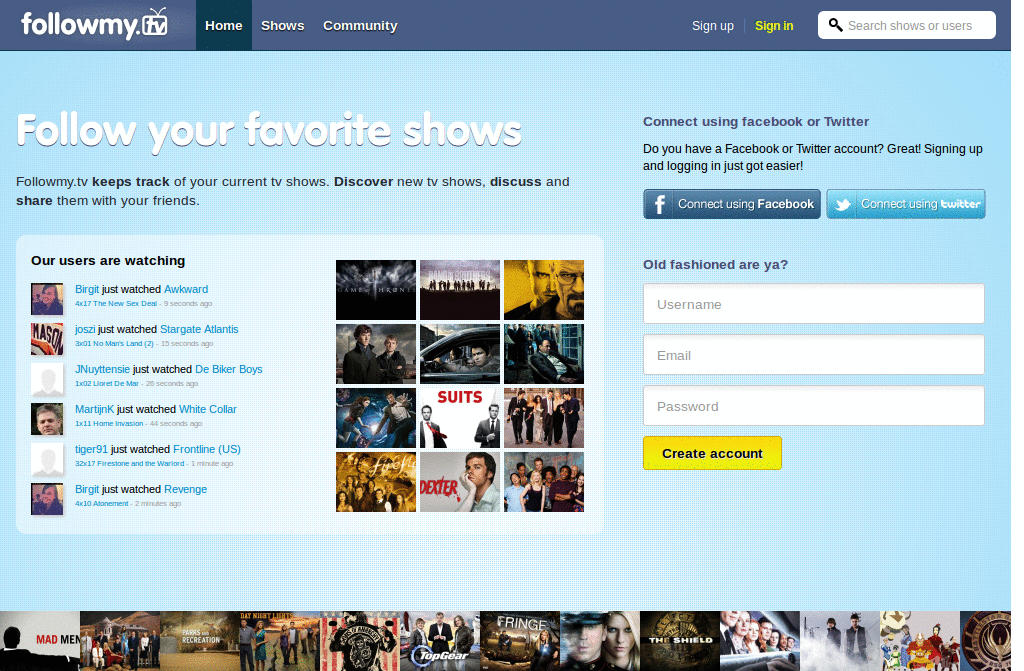 followmy.tv
Home
Shows
Community
Sign up
Sign in
Search shows or users
Follow your favorite shows
Followmy.tv keeps track of your current tv shows. Discover new tv shows, discuss and
share them with your friends.
Our users are watching
Birgit just watched Awkward
4x17 The New Sex Deal - 9 seconds ago
joszi just watched Stargate Atlantis
3x01 No Man's Land (2) - 15 seconds ago
JNuyttensie just watched De Biker Boys
1x02 Lloret De Mar - 26 seconds ago
MartijnK just watched White Collar
1x11 Home Invasion - 44 seconds ago
tiger91 just watched Frontline (US)
32x17 Firestone and the Warlord - 1 minute ago
Birgit just watched Revenge
4x10 Atonement - 2 minutes ago
MASON
GAME OF THRONES
BAND OF BROTHERS
SUITS
firefly
DEXTER
Connect using facebook or Twitter
Do you have a Facebook or Twitter account? Great! Signing up
and logging in just got easier!
Connect using Facebook
Connect using twitter
Old fashioned are ya?
Username
Email
Password
Create account
MAD MEN
PARKS AND
RECREATION
DAY NIGHT LIGHTS
SONS OF ANARCHY
TopGear
FRINGE
THE SHIELD